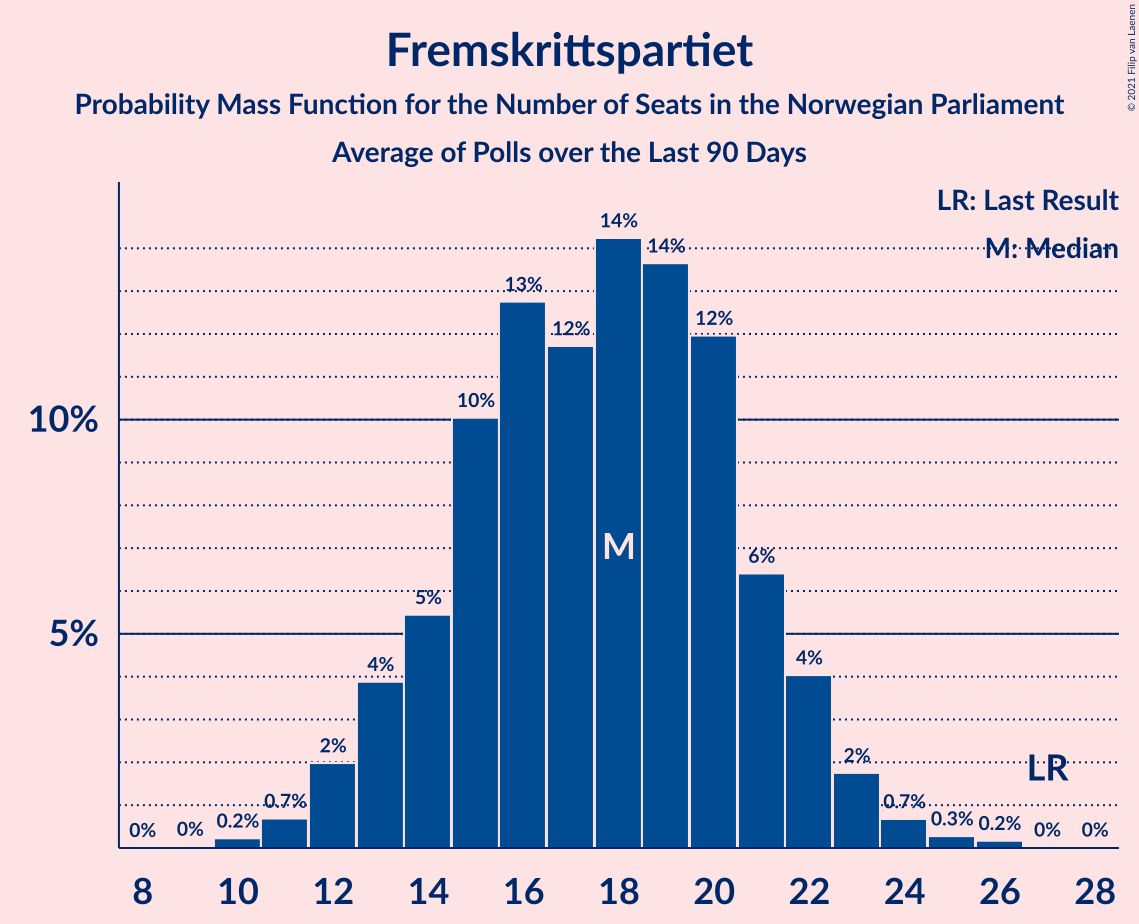 Fremskrittspartiet
Probability Mass Function for the Number of Seats in the Norwegian Parliament
Average of Polls over the Last 90 Days
© 2021 Filip van Laenen
LR: Last Result
M: Median
14%
14%
13%
12%
12%
10%
10%
M
6%
5%
5%
4%
4%
2%
2%
LR
0.7%
0.7%
0.2%
0.3%
0.2%
0%
0%
0%
0%
8 10 12 14 16 18 20 22 24 26 28